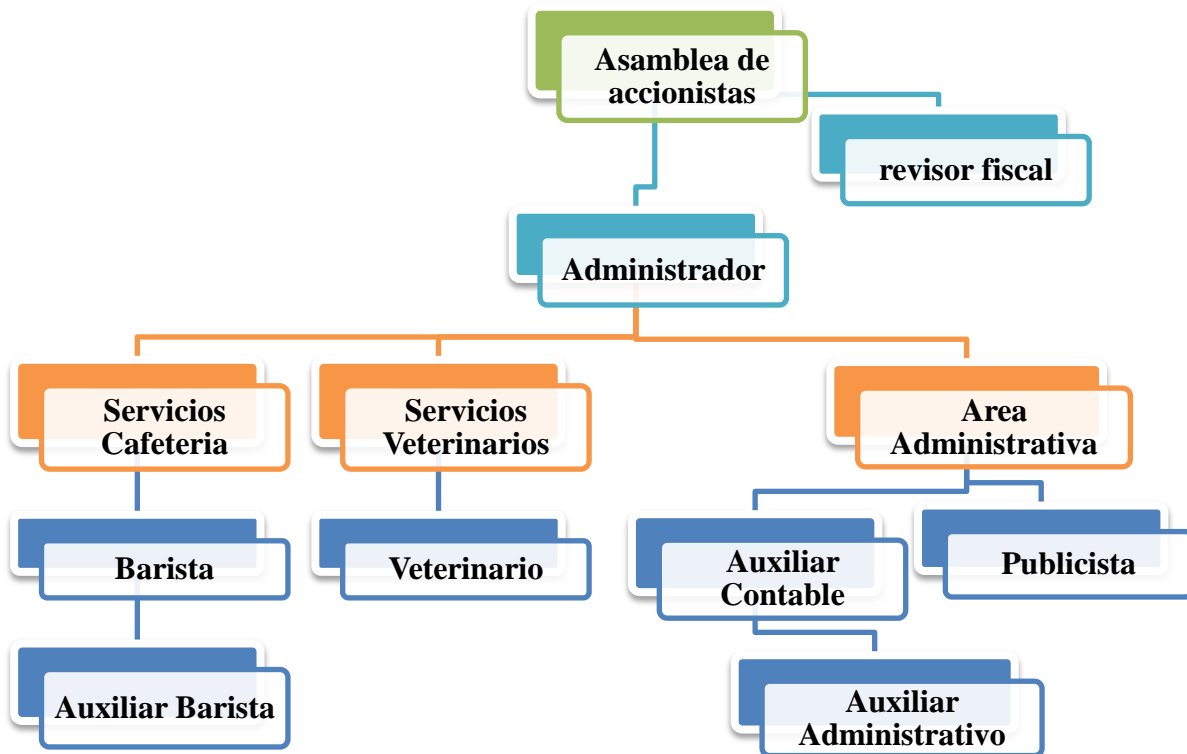 Asamblea de
accionistas
revisor fiscal
Administrador
Servicios
Cafeteria
Servicios
Veterinarios
Area
Administrativa
Barista
Veterinario
Auxiliar
Contable
Publicista
Auxiliar Barista
Auxiliar
Administrativo